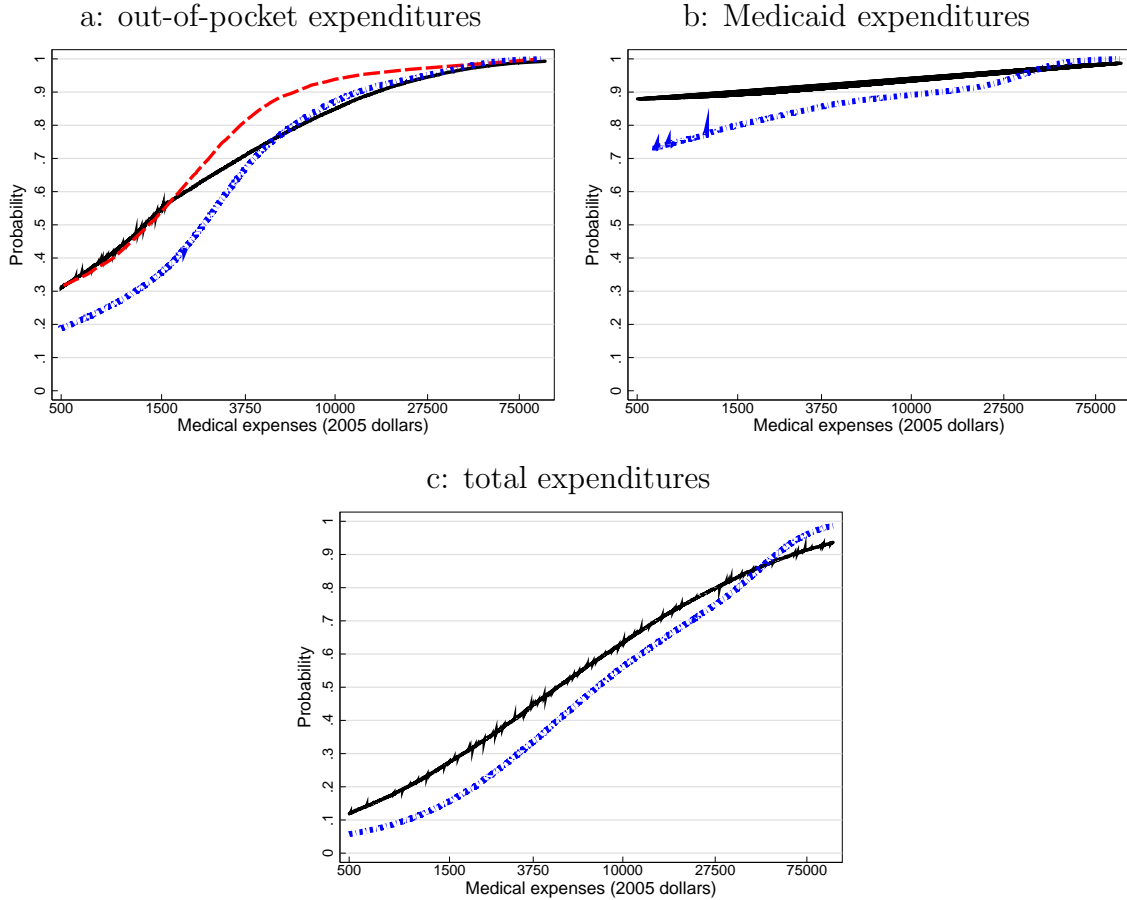 a: out-of-pocket expenditures
Probability
1
.9
.8
.7
.6
.5
.4
.3
.2
.1
0
500 1500 3750 10000 27500 75000
Medical expenses (2005 dollars)
b: Medicaid expenditures
Probability
1
.9
.8
.7
.6
.5
.4
.3
.2
.1
0
500 1500 3750 10000 27500 75000
Medical expenses (2005 dollars)
c: total expenditures
Probability
1
.9
.8
.7
.6
.5
.4
.3
.2
.1
0
500 1500 3750 10000 27500 75000
Medical expenses (2005 dollars)